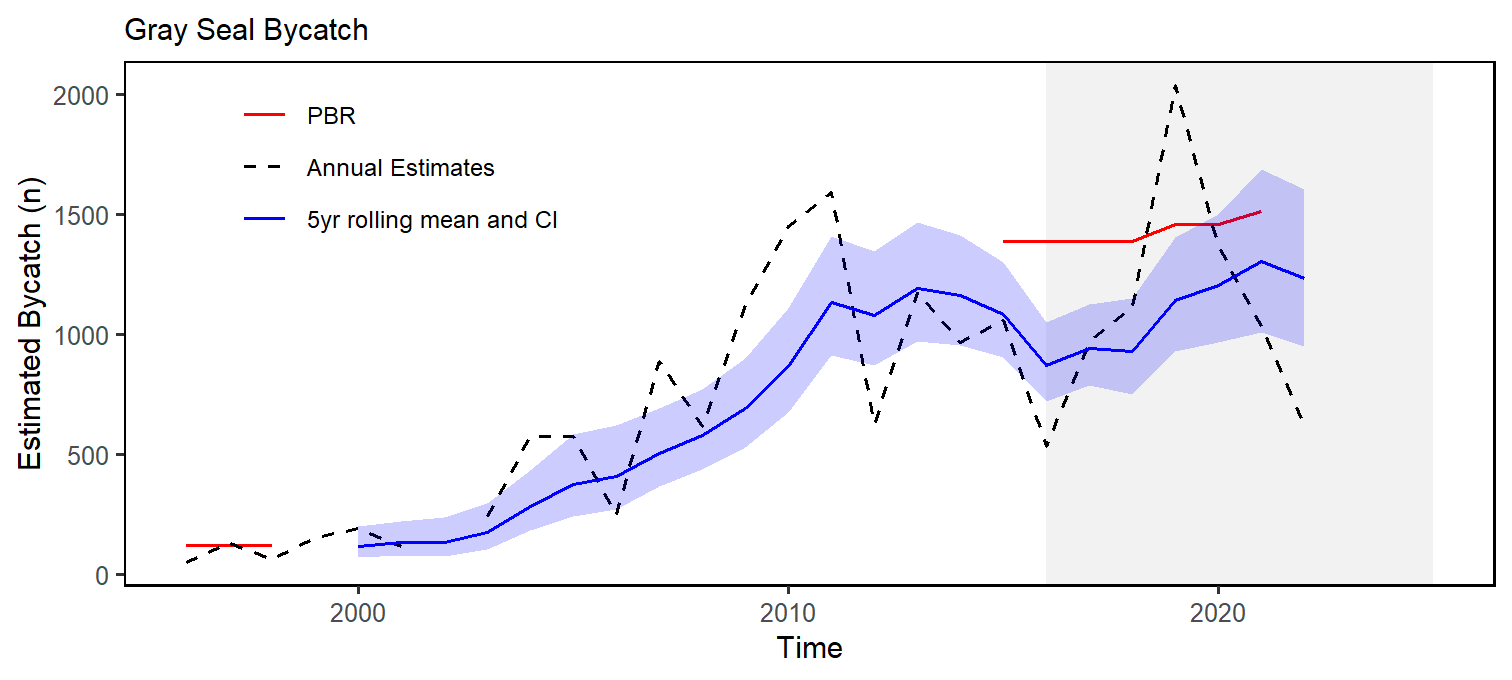 Gray Seal Bycatch
2000
1500
1000
500
0
Estimated Bycatch (n)
PBR
Annual Estimates
5yr rolling mean and CI
2000
2010
2020
Time